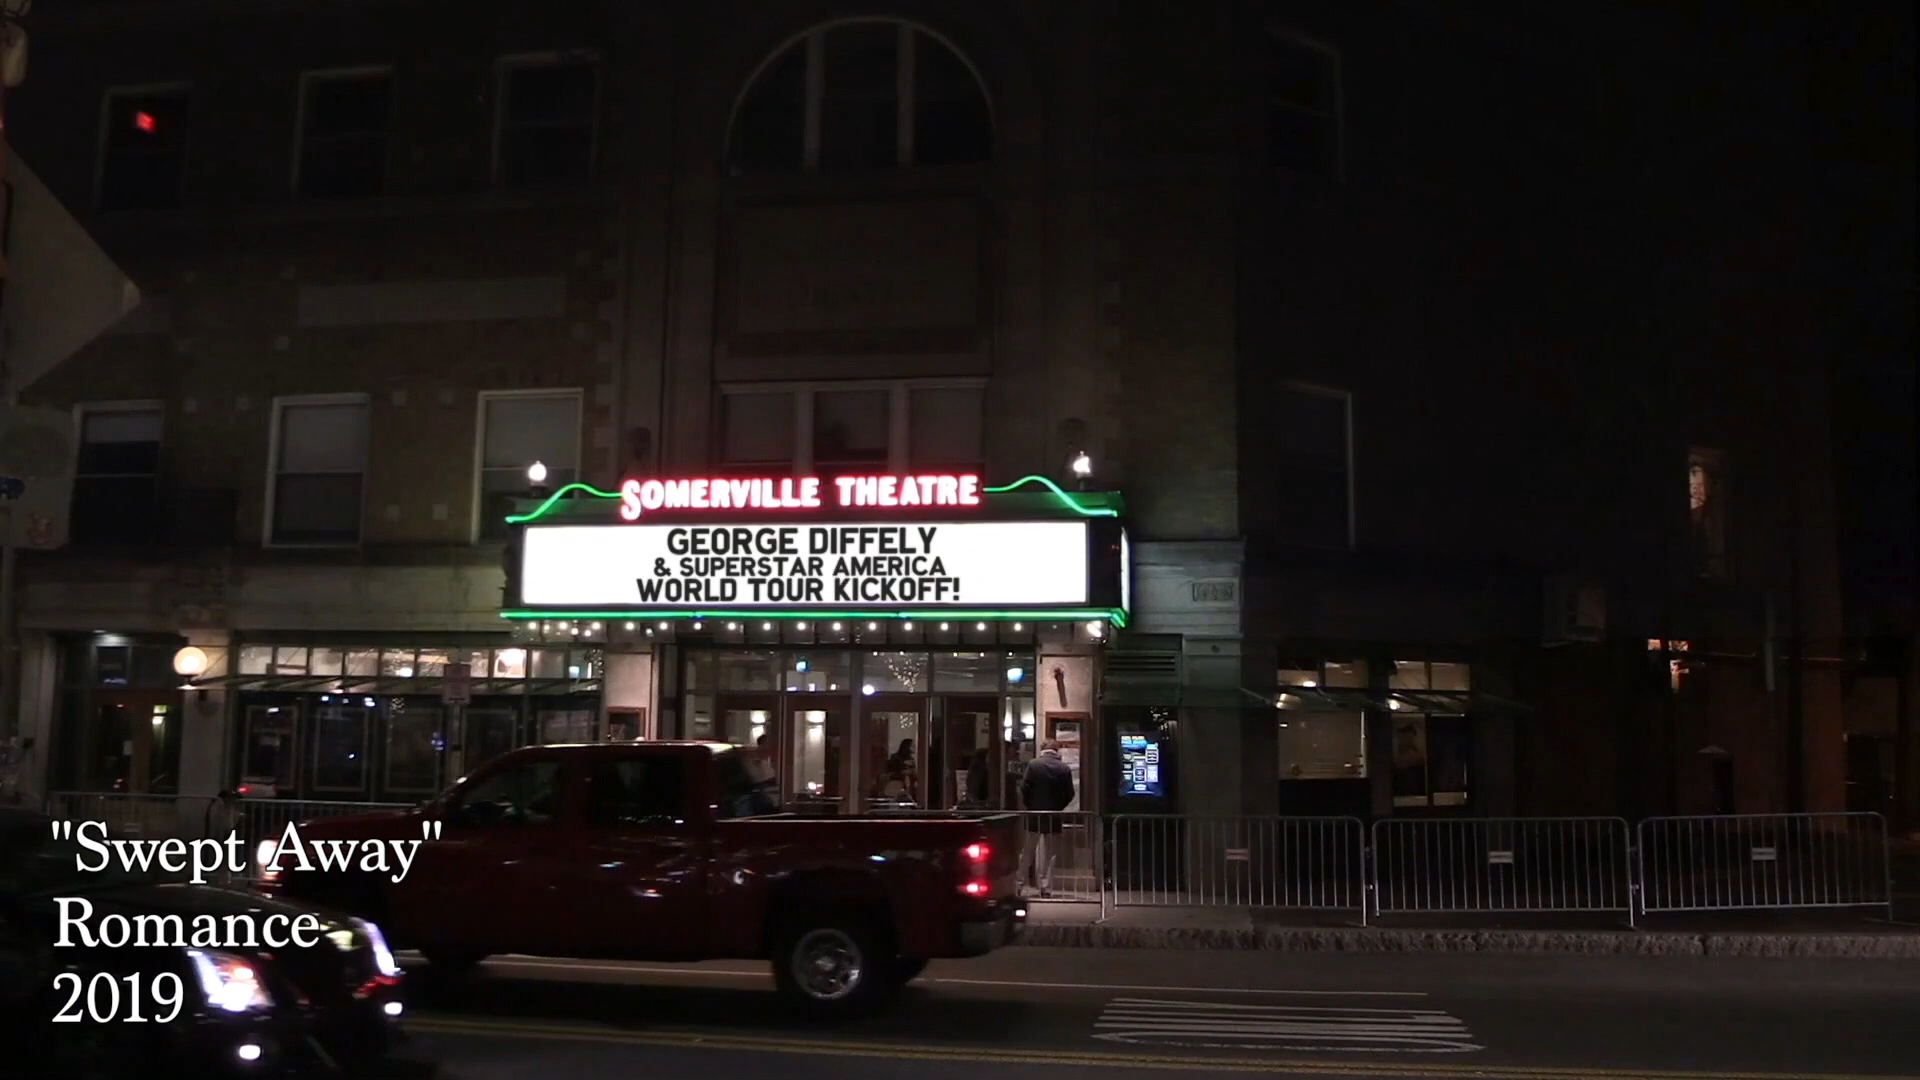 SOMERVILLE THEATRE
GEORGE DIFFELY
& SUPERSTAR AMERICA
WORLD TOUR KICKOFF!
"Swept Away"
Romance
2019